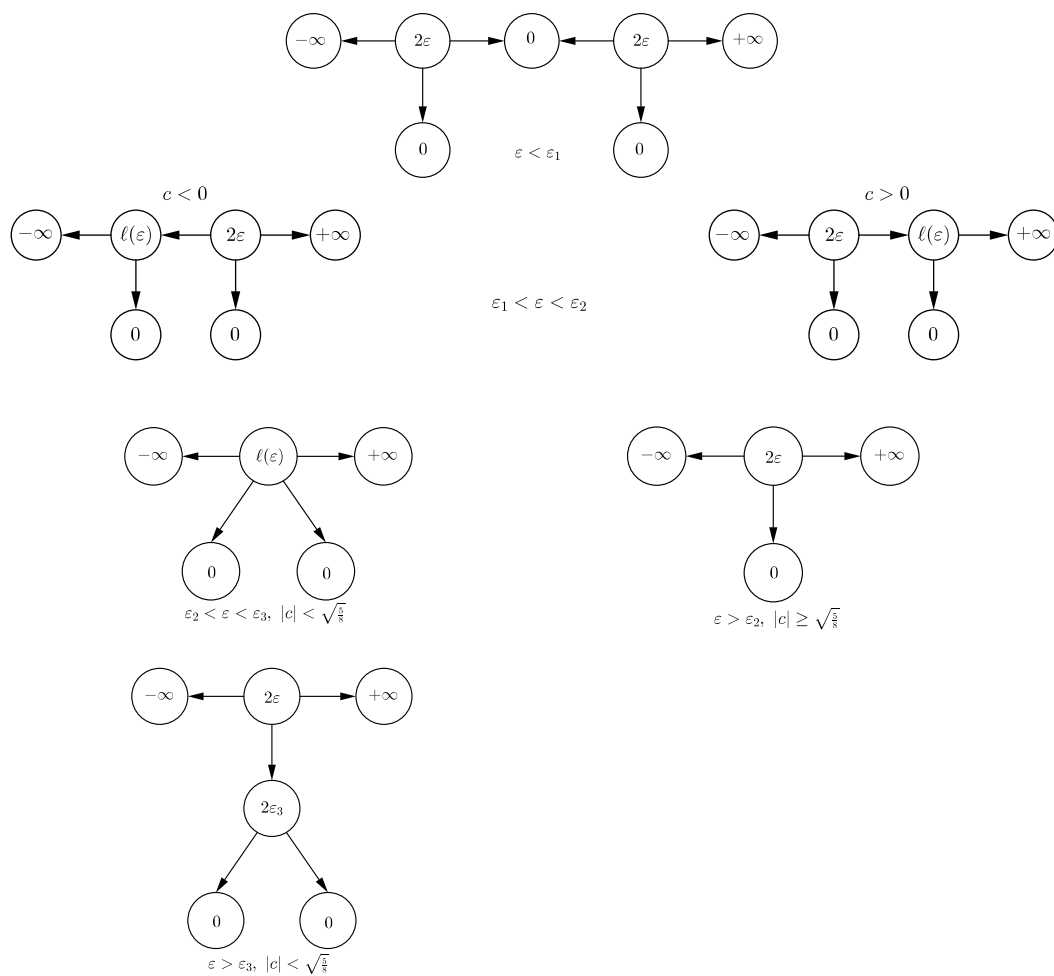 −∞ 2ε 0 2ε +∞
0 0
ε < ε₁
c < 0 c > 0
−∞ ℓ(ε) 2ε +∞ −∞ 2ε ℓ(ε) +∞
ε₁ < ε < ε₂
0 0 0 0
−∞ ℓ(ε) +∞ −∞ 2ε +∞
0 0 0
ε₂ < ε < ε₃, |c| < √(5/8) ε > ε₂, |c| ≥ √(5/8)
−∞ 2ε +∞
2ε₃
0 0
ε > ε₃, |c| < √(5/8)